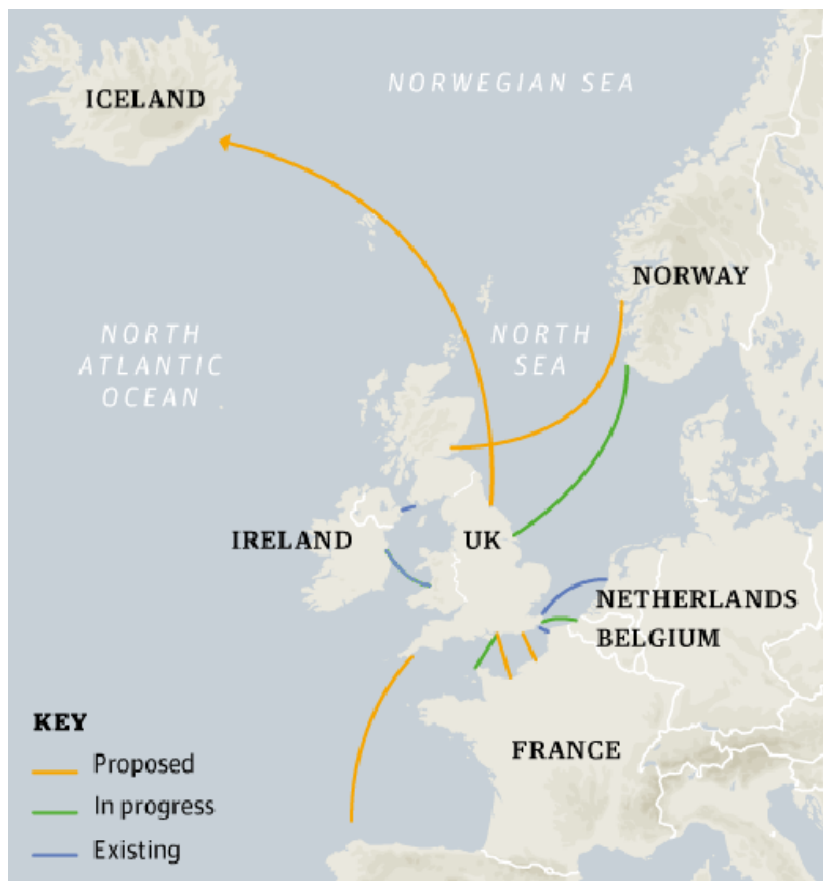 NORWEGIAN SEA
ICELAND
NORWAY
NORTH
ATLANTIC
OCEAN
NORTH
SEA
IRELAND
UK
NETHERLANDS
BELGIUM
FRANCE
KEY
Proposed
In progress
Existing